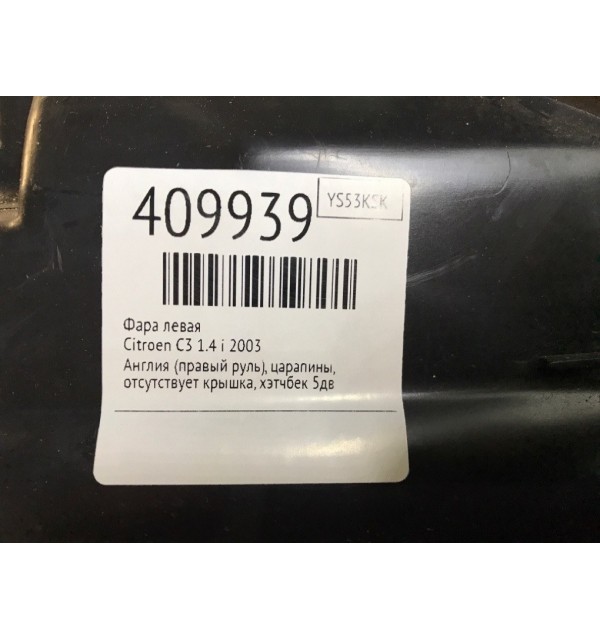 409939
YS53KSK
Фара левая
Citroen C3 1.4 i 2003
Англия (правый руль), царапины,
отсутствует крышка, хэтчбек 5дв